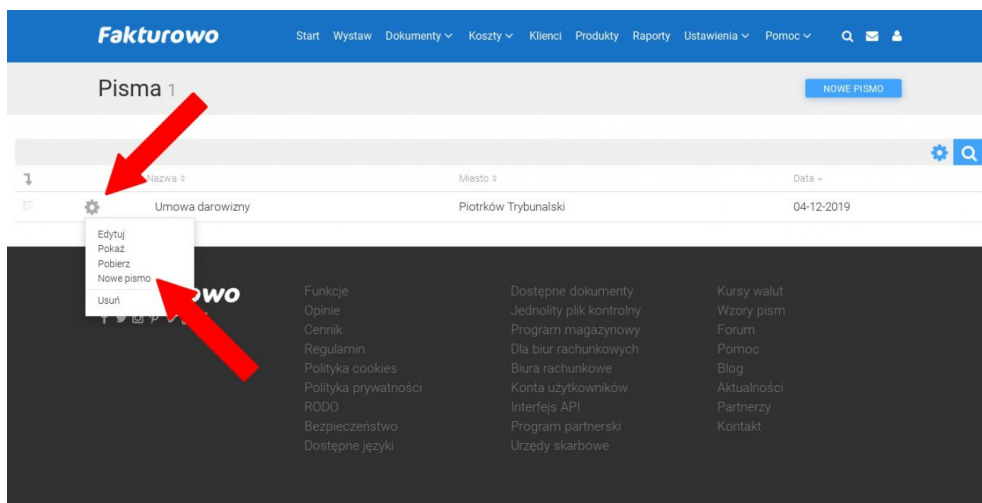 Fakturowo
Start Wystaw Dokumenty Koszty Klienci Produkty Raporty Ustawienia Pomoc
Pisma 1
NOWE PISMO
Nazwa Miasto Data
Umowa darowizny Piotrków Trybunalski 04-12-2019
Edytuj
Pokaż
Pobierz
Nowe pismo
Usuń
owo
Funkcje
Opinie
Cennik
Regulamin
Polityka cookies
Polityka prywatności
RODO
Bezpieczeństwo
Dostępne języki
Dostępne dokumenty
Jednolity plik kontrolny
Program magazynowy
Dla biur rachunkowych
Biura rachunkowe
Konta użytkowników
Interfejs API
Program partnerski
Urzędy skarbowe
Kursy walut
Wzory pism
Forum
Pomoc
Blog
Aktualności
Partnerzy
Kontakt